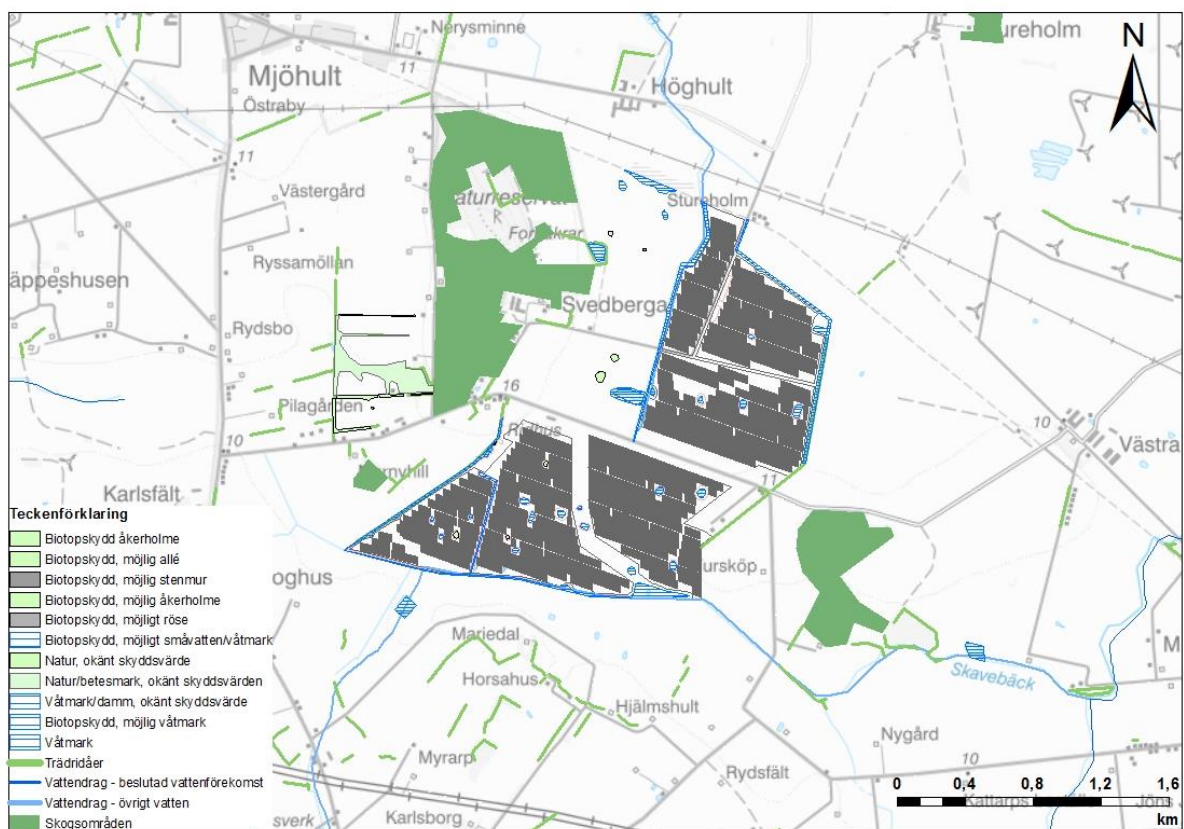 Nerysminne
ureholm
N
Mjöhult
11
Höghult
Östraby
11
Västergård
Stureholm
aturreservat
Ryssamöllan
äppeshusen
Svedberga
Rydsbo
16
Pilagården
10
10
Västra
Karlsfält
11
Teckenförklaring
Biotopskydd åkerholme
Biotopskydd, möjlig allé
Biotopskydd, möjlig stenmur
oghus
ursköp
Biotopskydd, möjlig åkerholme
Biotopskydd, möjligt röse
Biotopskydd, möjligt småvatten/våtmark
Mariedal
M
Natur, okänt skyddsvärde
Natur/betesmark, okänt skyddsvärden
Horsahus
Skavebäck
Våtmark/damm, okänt skyddsvärde
Hjälmshult
Biotopskydd, möjlig våtmark
Nygård
Våtmark
Myrarp
10
Trädridåer
Rydsfält
Vattendrag - beslutad vattenförekomst
0 0,4 0,8 1,2 1,6
Vattendrag - övrigt vatten
km
sverk
Karlsborg
Skogsområden